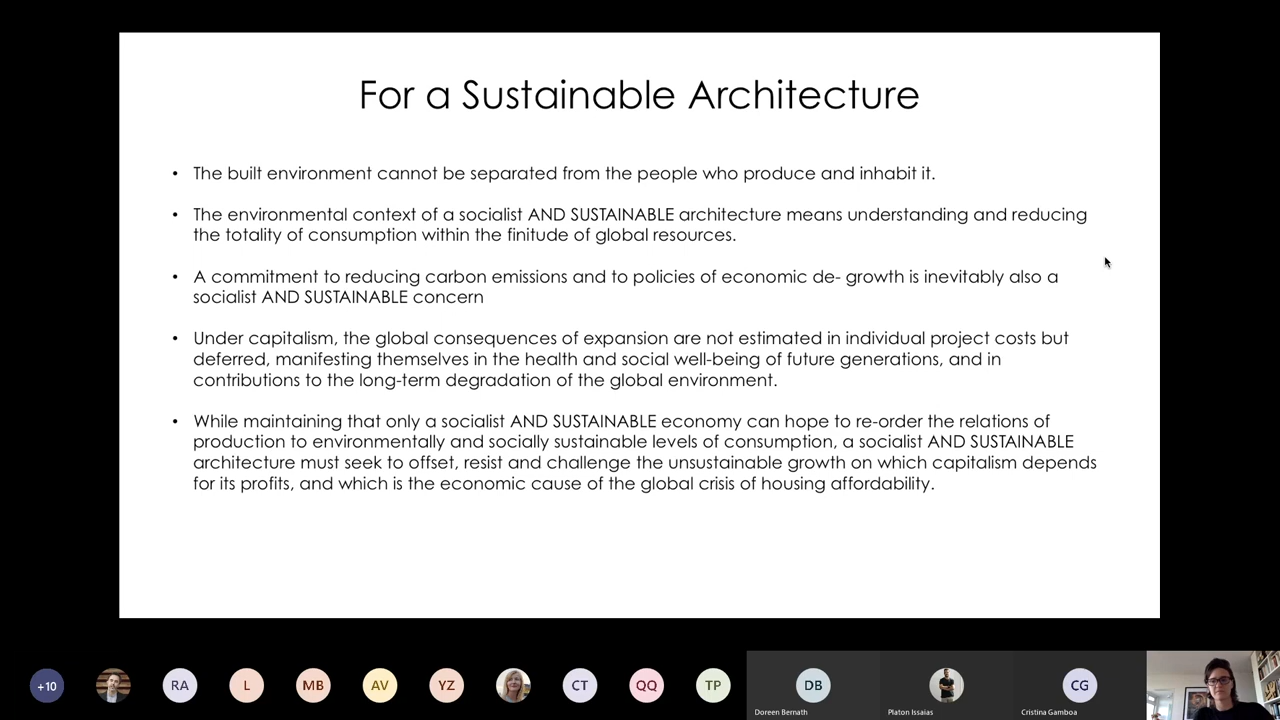 For a Sustainable Architecture
• The built environment cannot be separated from the people who produce and inhabit it.
• The environmental context of a socialist AND SUSTAINABLE architecture means understanding and reducing
the totality of consumption within the finitude of global resources.
• A commitment to reducing carbon emissions and to policies of economic de- growth is inevitably also a
socialist AND SUSTAINABLE concern
• Under capitalism, the global consequences of expansion are not estimated in individual project costs but
deferred, manifesting themselves in the health and social well-being of future generations, and in
contributions to the long-term degradation of the global environment.
• While maintaining that only a socialist AND SUSTAINABLE economy can hope to re-order the relations of
production to environmentally and socially sustainable levels of consumption, a socialist AND SUSTAINABLE
architecture must seek to offset, resist and challenge the unsustainable growth on which capitalism depends
for its profits, and which is the economic cause of the global crisis of housing affordability.
+10 RA L MB AV YZ CT QQ TP DB CG
Doreen Bernath Platon Issaias Cristina Gamboa